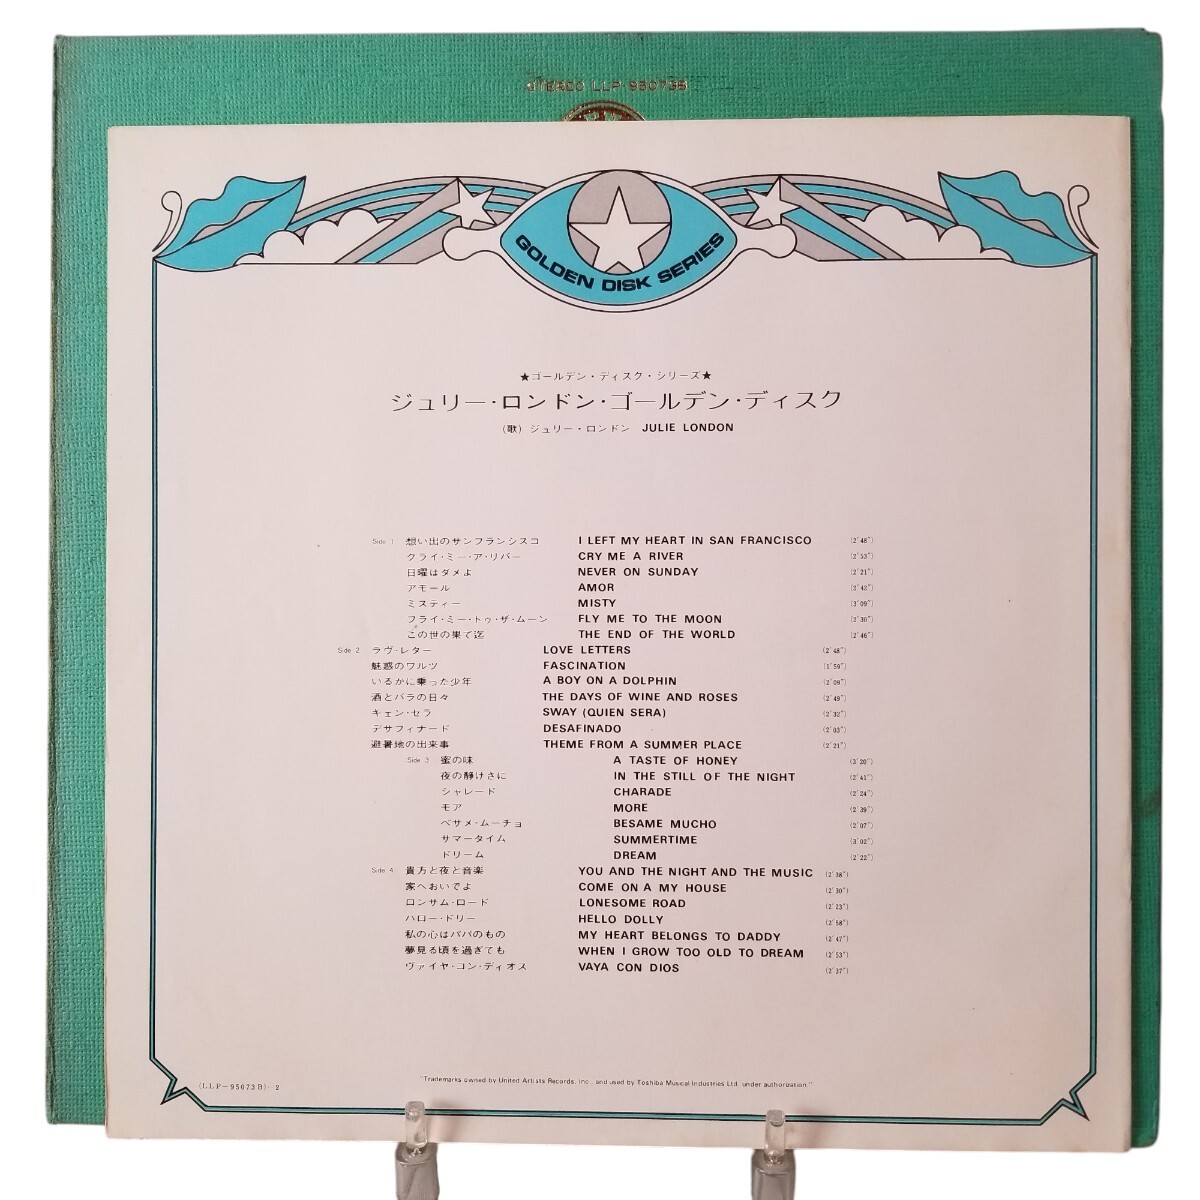 STEREO LLP-95073B
GOLDEN DISK SERIES
★ゴールデン・ディスク・シリーズ★
ジュリー・ロンドン・ゴールデン・ディスク
(歌) ジュリー・ロンドン JULIE LONDON
Side 1 想い出のサンフランシスコ I LEFT MY HEART IN SAN FRANCISCO (2'48")
クライ・ミー・ア・リバー CRY ME A RIVER (2'53")
日曜はダメよ NEVER ON SUNDAY (2'21")
アモール AMOR (2'42")
ミスティー MISTY (3'09")
フライ・ミー・トゥ・ザ・ムーン FLY ME TO THE MOON (2'30")
この世の果て迄 THE END OF THE WORLD (2'46")
Side 2 ラヴ・レター LOVE LETTERS (2'48")
魅惑のワルツ FASCINATION (1'59")
いるかに乗った少年 A BOY ON A DOLPHIN (2'09")
酒とバラの日々 THE DAYS OF WINE AND ROSES (2'49")
キエン・セラ SWAY (QUIEN SERA) (2'32")
デサフィナード DESAFINADO (2'03")
避暑地の出来事 THEME FROM A SUMMER PLACE (2'21")
Side 3 蜜の味 A TASTE OF HONEY (3'20")
夜の静けさに IN THE STILL OF THE NIGHT (2'41")
シャレード CHARADE (2'24")
モア MORE (2'39")
ベサメ・ムーチョ BESAME MUCHO (2'07")
サマータイム SUMMERTIME (3'02")
ドリーム DREAM (2'22")
Side 4 貴方と夜と音楽 YOU AND THE NIGHT AND THE MUSIC (2'38")
家へおいでよ COME ON A MY HOUSE (2'30")
ロンサム・ロード LONESOME ROAD (2'23")
ハロー・ドリー HELLO DOLLY (2'58")
私の心はパパのもの MY HEART BELONGS TO DADDY (2'47")
夢見る頃を過ぎても WHEN I GROW TOO OLD TO DREAM (2'53")
ヴァイヤ・コン・ディオス VAYA CON DIOS (2'37")
(LLP-95073B)-2
"Trademarks owned by United Artists Records, Inc., and used by Toshiba Musical Industries Ltd. under authorization."